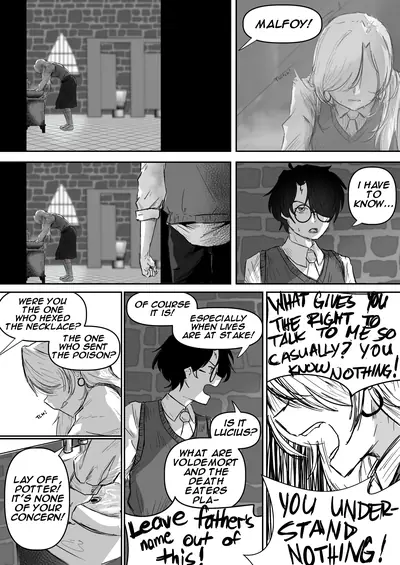 MALFOY!
I HAVE
TO
KNOW...
WERE YOU
THE ONE
WHO HEXED
THE NECKLACE?
THE ONE
WHO SENT
THE POISON?
LAY OFF,
POTTER!
IT'S NONE
OF YOUR
CONCERN!
OF COURSE
IT IS!
ESPECIALLY
WHEN LIVES
ARE AT STAKE!
IS IT
LUCIUS?
WHAT ARE
VOLDEMORT AND
THE DEATH
EATERS
PLA-
Leave father's
name out of
this!
WHAT GIVES YOU
THE RIGHT TO
TALK TO ME SO
CASUALLY? YOU
KNOW NOTHING!
YOU UNDER-
STAND
NOTHING!